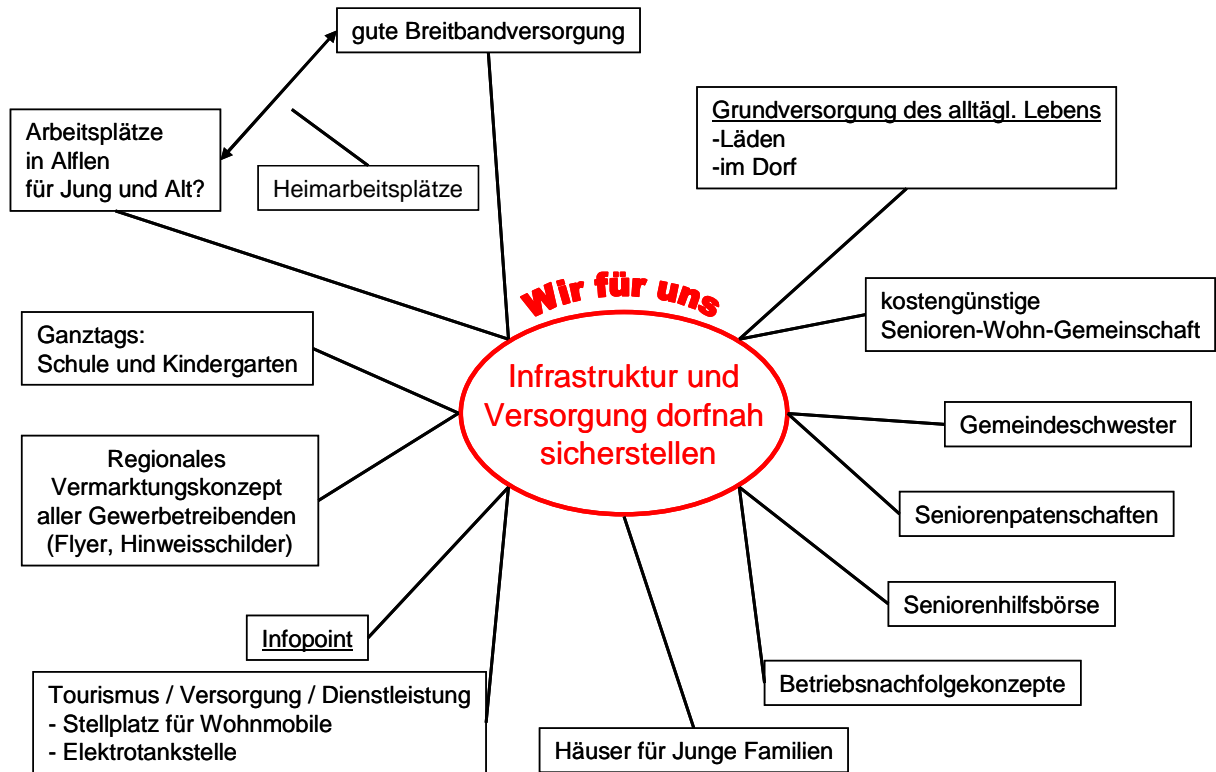 gute Breitbandversorgung
Arbeitsplätze
in Alflen
für Jung und Alt?
Heimarbeitsplätze
Grundversorgung des alltägl. Lebens
-Läden
-im Dorf
Wir für uns
Infrastruktur und
Versorgung dorfnah
sicherstellen
kostengünstige
Senioren-Wohn-Gemeinschaft
Ganztags:
Schule und Kindergarten
Gemeindeschwester
Regionales
Vermarktungskonzept
aller Gewerbetreibenden
(Flyer, Hinweisschilder)
Seniorenpatenschaften
Seniorenhilfsbörse
Infopoint
Betriebsnachfolgekonzepte
Tourismus / Versorgung / Dienstleistung
- Stellplatz für Wohnmobile
- Elektrotankstelle
Häuser für Junge Familien